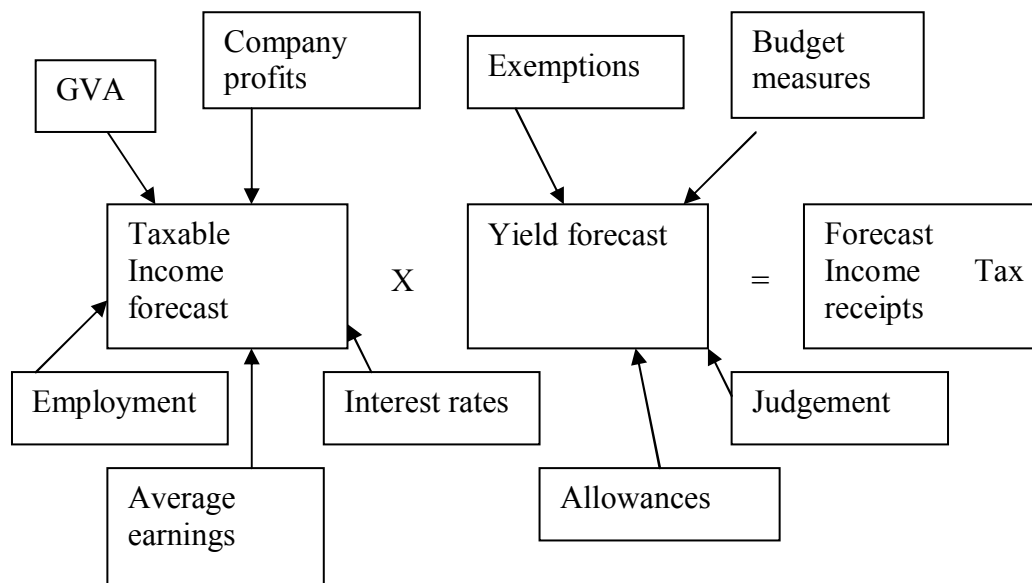 GVA
Company
profits
Exemptions
Budget
measures
Taxable
Income
forecast
X
Yield forecast
=
Forecast
Income Tax
receipts
Employment
Interest rates
Judgement
Average
earnings
Allowances